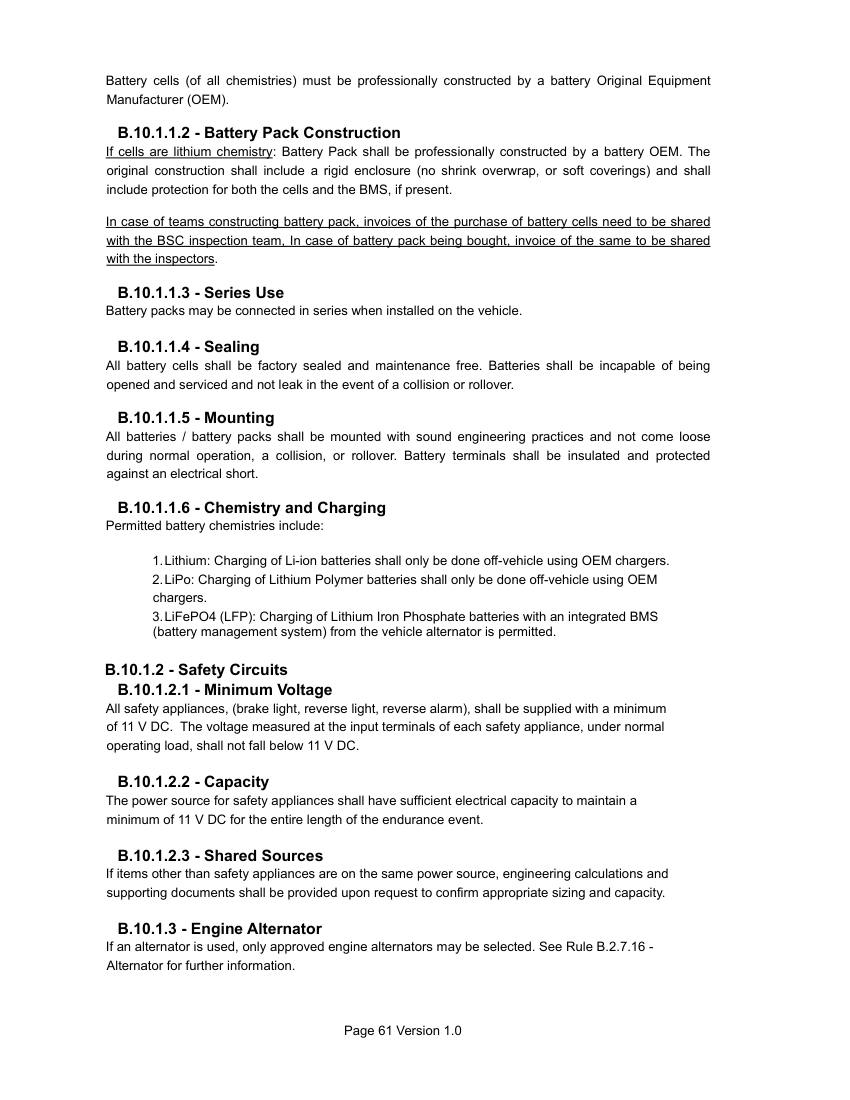 Battery cells (of all chemistries) must be professionally constructed by a battery Original Equipment
Manufacturer (OEM).
B.10.1.1.2 - Battery Pack Construction
If cells are lithium chemistry: Battery Pack shall be professionally constructed by a battery OEM. The
original construction shall include a rigid enclosure (no shrink overwrap, or soft coverings) and shall
include protection for both the cells and the BMS, if present.
In case of teams constructing battery pack, invoices of the purchase of battery cells need to be shared
with the BSC inspection team, In case of battery pack being bought, invoice of the same to be shared
with the inspectors.
B.10.1.1.3 - Series Use
Battery packs may be connected in series when installed on the vehicle.
B.10.1.1.4 - Sealing
All battery cells shall be factory sealed and maintenance free. Batteries shall be incapable of being
opened and serviced and not leak in the event of a collision or rollover.
B.10.1.1.5 - Mounting
All batteries / battery packs shall be mounted with sound engineering practices and not come loose
during normal operation, a collision, or rollover. Battery terminals shall be insulated and protected
against an electrical short.
B.10.1.1.6 - Chemistry and Charging
Permitted battery chemistries include:
1. Lithium: Charging of Li-ion batteries shall only be done off-vehicle using OEM chargers.
2. LiPo: Charging of Lithium Polymer batteries shall only be done off-vehicle using OEM
chargers.
3. LiFePO4 (LFP): Charging of Lithium Iron Phosphate batteries with an integrated BMS
(battery management system) from the vehicle alternator is permitted.
B.10.1.2 - Safety Circuits
B.10.1.2.1 - Minimum Voltage
All safety appliances, (brake light, reverse light, reverse alarm), shall be supplied with a minimum
of 11 V DC.  The voltage measured at the input terminals of each safety appliance, under normal
operating load, shall not fall below 11 V DC.
B.10.1.2.2 - Capacity
The power source for safety appliances shall have sufficient electrical capacity to maintain a
minimum of 11 V DC for the entire length of the endurance event.
B.10.1.2.3 - Shared Sources
If items other than safety appliances are on the same power source, engineering calculations and
supporting documents shall be provided upon request to confirm appropriate sizing and capacity.
B.10.1.3 - Engine Alternator
If an alternator is used, only approved engine alternators may be selected. See Rule B.2.7.16 -
Alternator for further information.
Page 61 Version 1.0